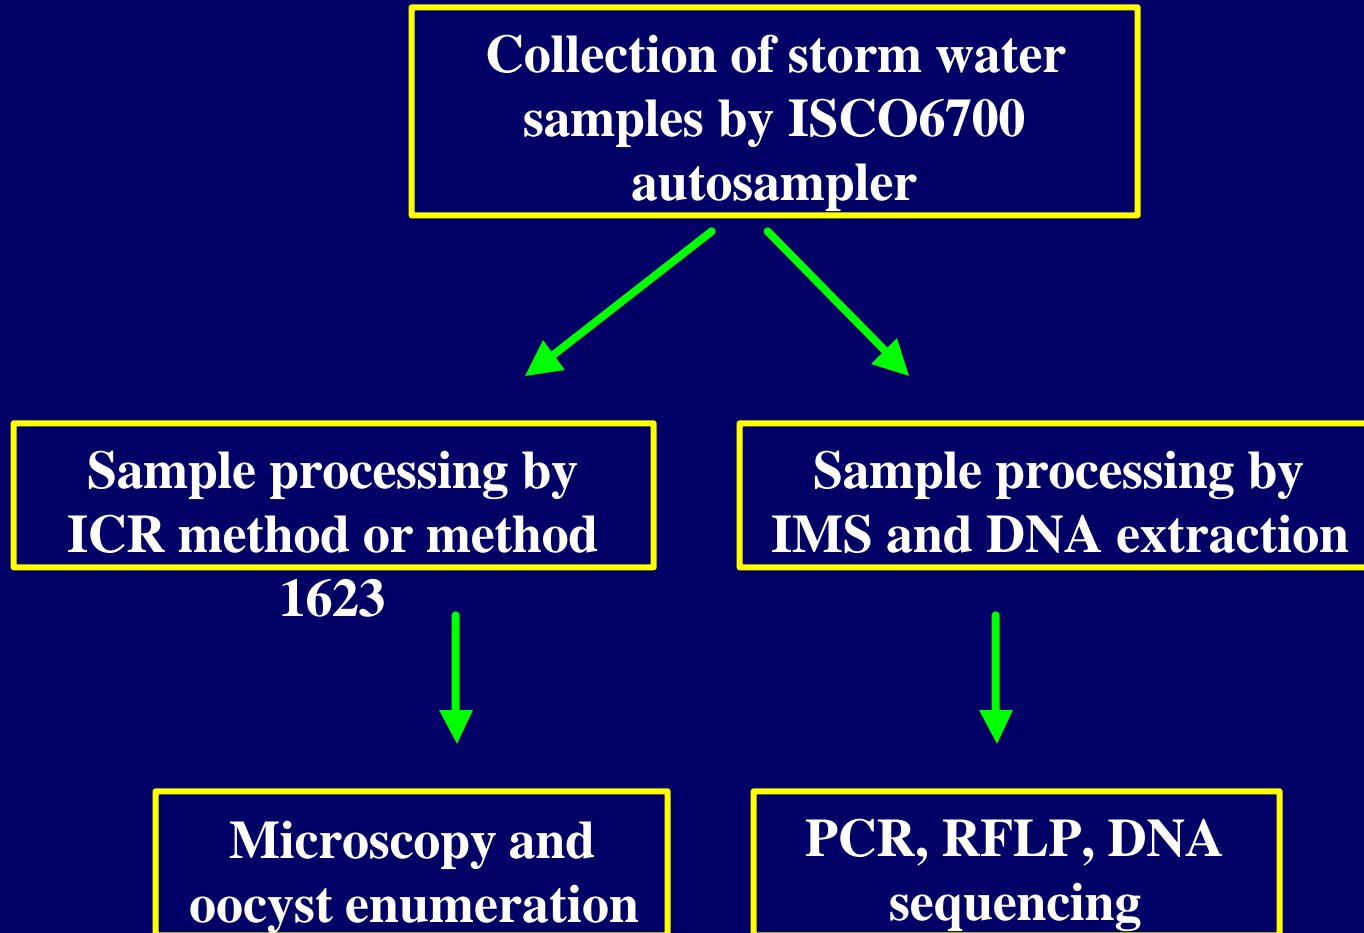 Collection of storm water
samples by ISCO6700
autosampler
Sample processing by
ICR method or method
1623
Sample processing by
IMS and DNA extraction
Microscopy and
oocyst enumeration
PCR, RFLP, DNA
sequencing